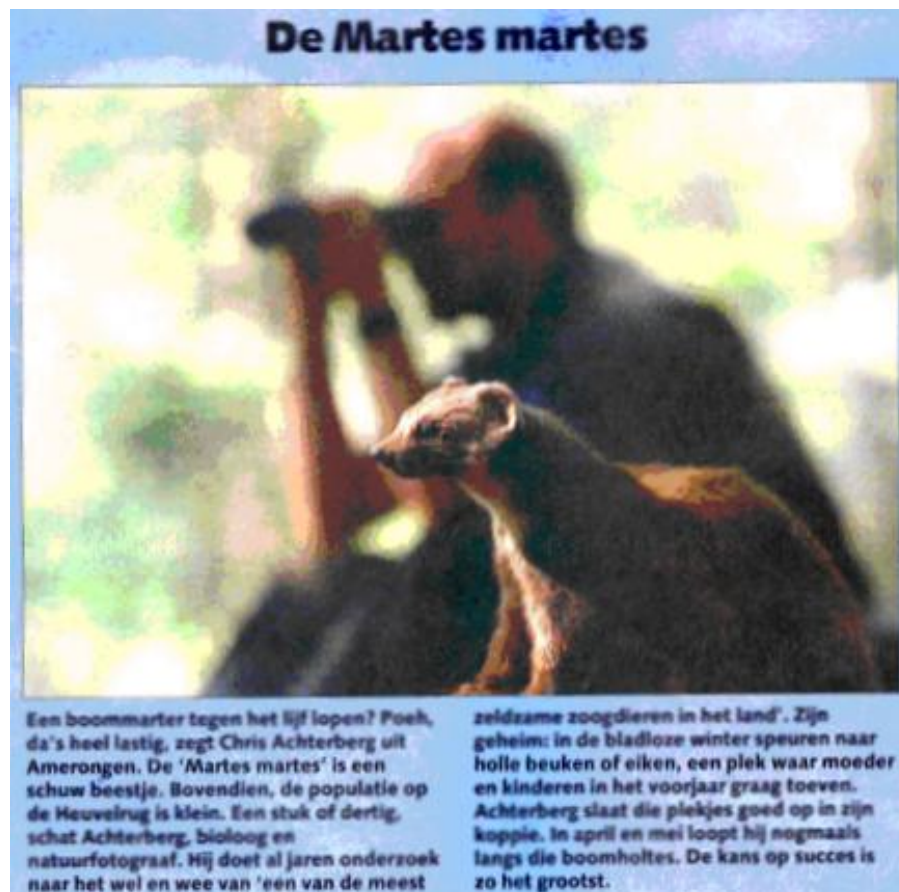 De Martes martes
Een boommarter tegen het lijf lopen? Poeh,
da's heel lastig, zegt Chris Achterberg uit
Amerongen. De 'Martes martes' is een
schuw beestje. Bovendien, de populatie op
de Heuvelrug is klein. Een stuk of dertig,
schat Achterberg, bioloog en
natuurfotograaf. Hij doet al jaren onderzoek
naar het wel en wee van 'een van de meest
zeldzame zoogdieren in het land'. Zijn
geheim: in de bladloze winter speuren naar
holle beuken of eiken, een plek waar moeder
en kinderen in het voorjaar graag toeven.
Achterberg slaat die plekjes goed op in zijn
koppie. In april en mei loopt hij nogmaals
langs die boomholtes. De kans op succes is
zo het grootst.